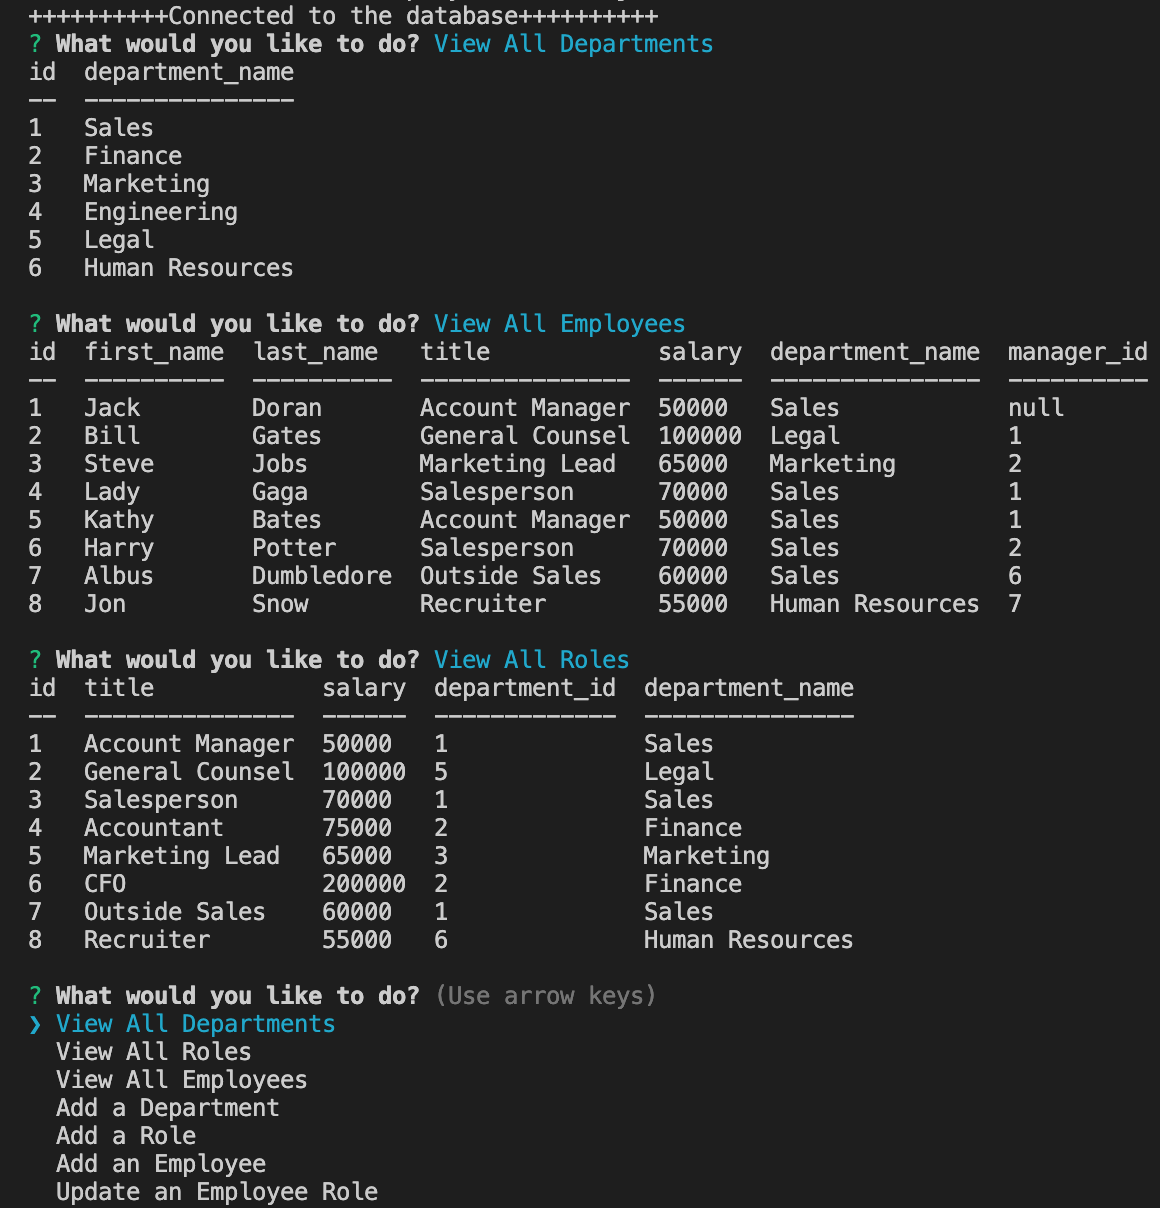 ++++++++++Connected to the database++++++++++
? What would you like to do? View All Departments
id  department_name
--  ---------------
1   Sales
2   Finance
3   Marketing
4   Engineering
5   Legal
6   Human Resources
? What would you like to do? View All Employees
id  first_name  last_name   title            salary  department_name  manager_id
--  ----------  ----------  ---------------  ------  ---------------  ----------
1   Jack        Doran       Account Manager  50000   Sales            null
2   Bill        Gates       General Counsel  100000  Legal            1
3   Steve       Jobs        Marketing Lead   65000   Marketing        2
4   Lady        Gaga        Salesperson      70000   Sales            1
5   Kathy       Bates       Account Manager  50000   Sales            1
6   Harry       Potter      Salesperson      70000   Sales            2
7   Albus       Dumbledore  Outside Sales    60000   Sales            6
8   Jon         Snow        Recruiter        55000   Human Resources  7
? What would you like to do? View All Roles
id  title            salary  department_id  department_name
--  ---------------  ------  -------------  ---------------
1   Account Manager  50000   1              Sales
2   General Counsel  100000  5              Legal
3   Salesperson      70000   1              Sales
4   Accountant       75000   2              Finance
5   Marketing Lead   65000   3              Marketing
6   CFO              200000  2              Finance
7   Outside Sales    60000   1              Sales
8   Recruiter        55000   6              Human Resources
? What would you like to do? (Use arrow keys)
❯ View All Departments
  View All Roles
  View All Employees
  Add a Department
  Add a Role
  Add an Employee
  Update an Employee Role